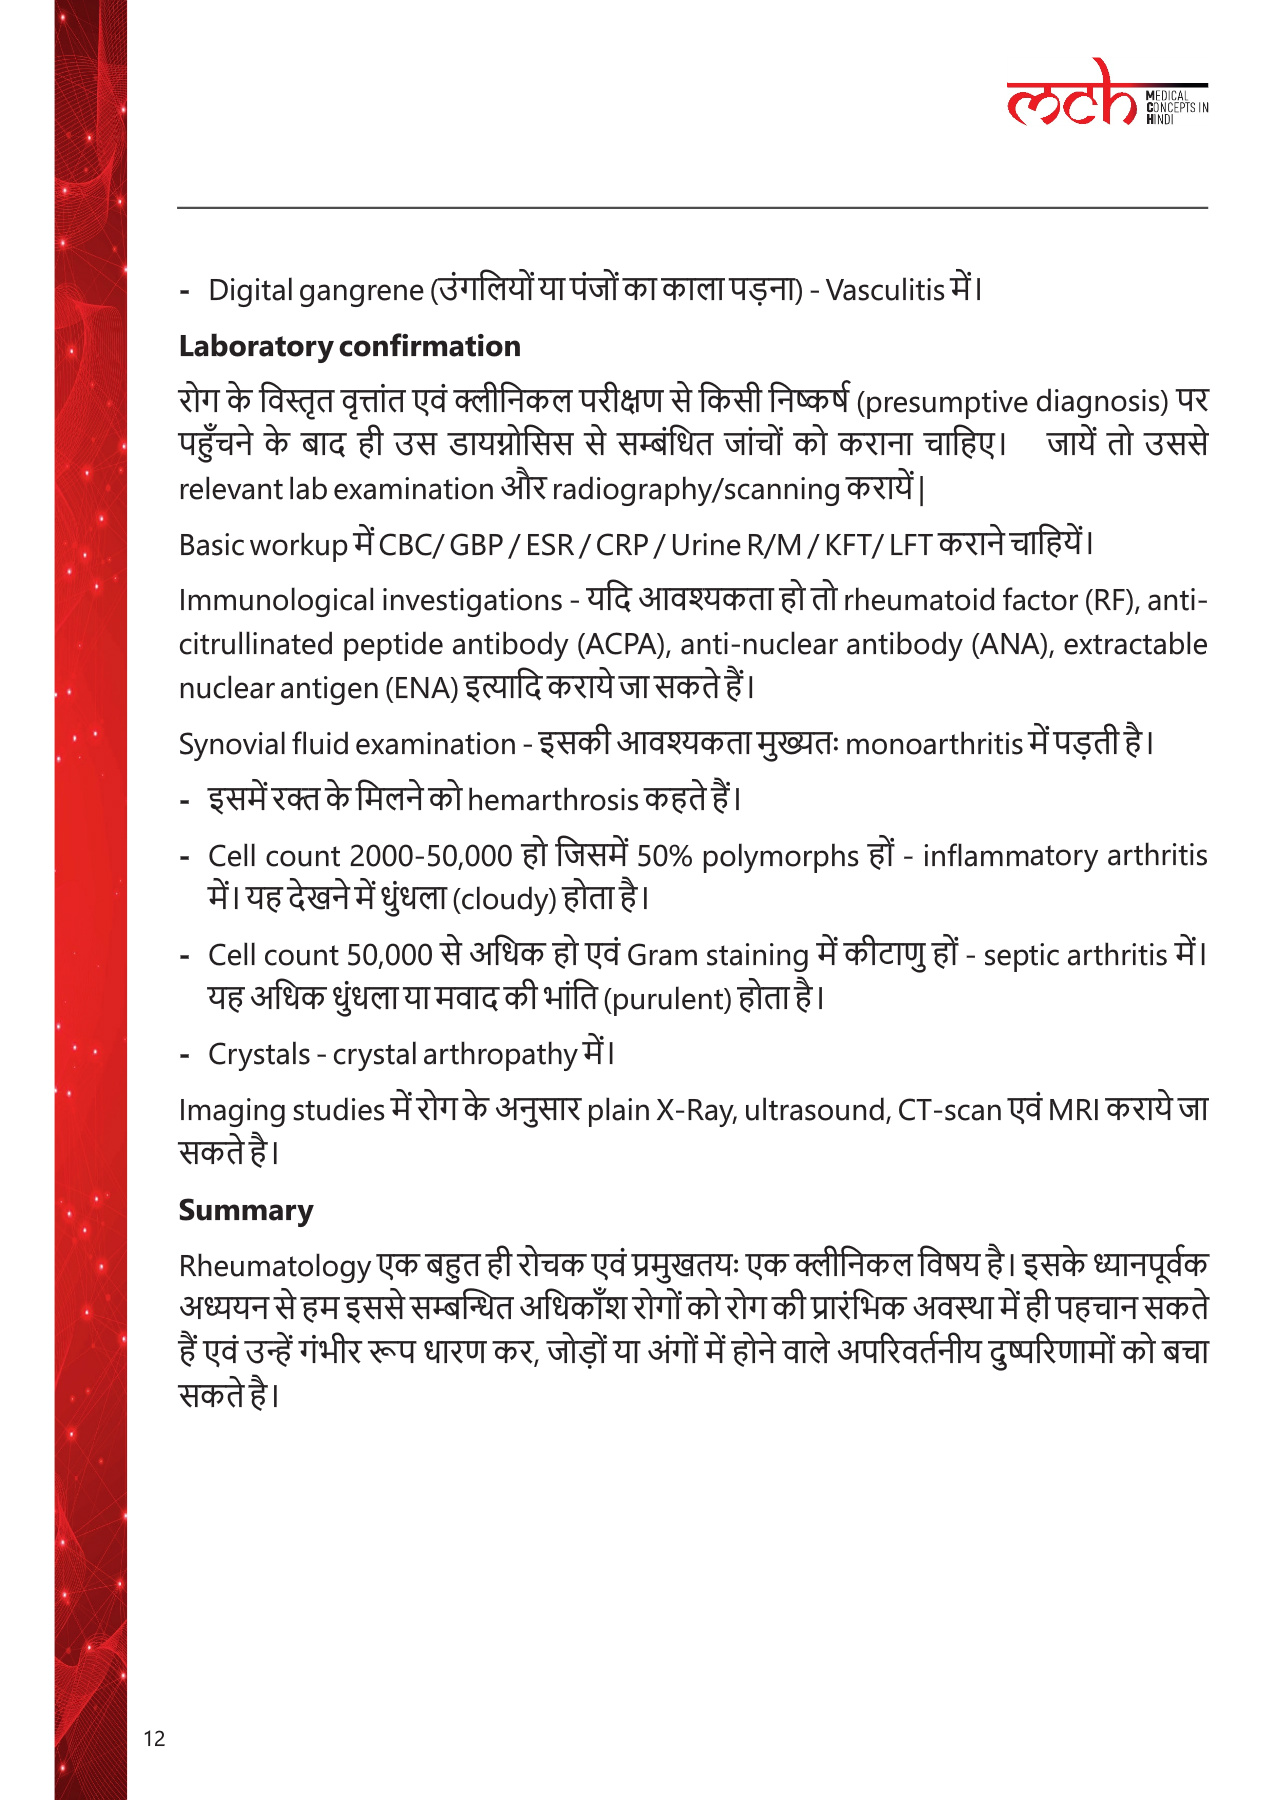 mch MEDICAL
CONCEPTS IN
HINDI
- Digital gangrene (उंगलियों या पंजों का काला पड़ना) - Vasculitis में।
Laboratory confirmation
रोग के विस्तृत वृत्तांत एवं क्लीनिकल परीक्षण से किसी निष्कर्ष (presumptive diagnosis) पर
पहुँचने के बाद ही उस डायग्नोसिस से सम्बंधित जांचों को कराना चाहिए। जायें तो उससे
relevant lab examination और radiography/scanning करायें|
Basic workup में CBC/ GBP / ESR / CRP / Urine R/M / KFT/ LFT कराने चाहियें।
Immunological investigations - यदि आवश्यकता हो तो rheumatoid factor (RF), anti-
citrullinated peptide antibody (ACPA), anti-nuclear antibody (ANA), extractable
nuclear antigen (ENA) इत्यादि कराये जा सकते हैं।
Synovial fluid examination - इसकी आवश्यकता मुख्यतः monoarthritis में पड़ती है।
- इसमें रक्त के मिलने को hemarthrosis कहते हैं।
- Cell count 2000-50,000 हो जिसमें 50% polymorphs हों - inflammatory arthritis
में। यह देखने में धुंधला (cloudy) होता है।
- Cell count 50,000 से अधिक हो एवं Gram staining में कीटाणु हों - septic arthritis में।
यह अधिक धुंधला या मवाद की भांति (purulent) होता है।
- Crystals - crystal arthropathy में।
Imaging studies में रोग के अनुसार plain X-Ray, ultrasound, CT-scan एवं MRI कराये जा
सकते है।
Summary
Rheumatology एक बहुत ही रोचक एवं प्रमुखतयः एक क्लीनिकल विषय है। इसके ध्यानपूर्वक
अध्ययन से हम इससे सम्बन्धित अधिकाँश रोगों को रोग की प्रारंभिक अवस्था में ही पहचान सकते
हैं एवं उन्हें गंभीर रूप धारण कर, जोड़ों या अंगों में होने वाले अपरिवर्तनीय दुष्परिणामों को बचा
सकते है।
12